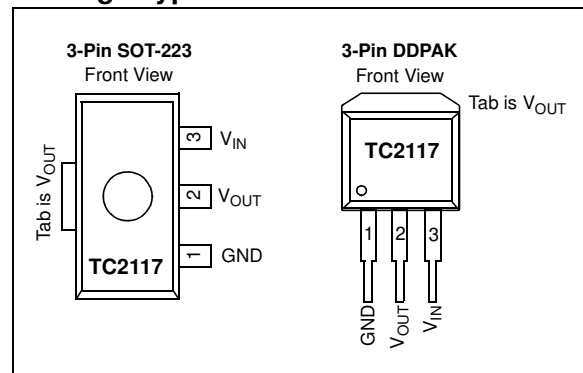 3-Pin SOT-223
Front View
Tab is VOUT
3 VIN
2 VOUT
1 GND
TC2117
3-Pin DDPAK
Front View
Tab is VOUT
TC2117
1 2 3
GND VOUT VIN